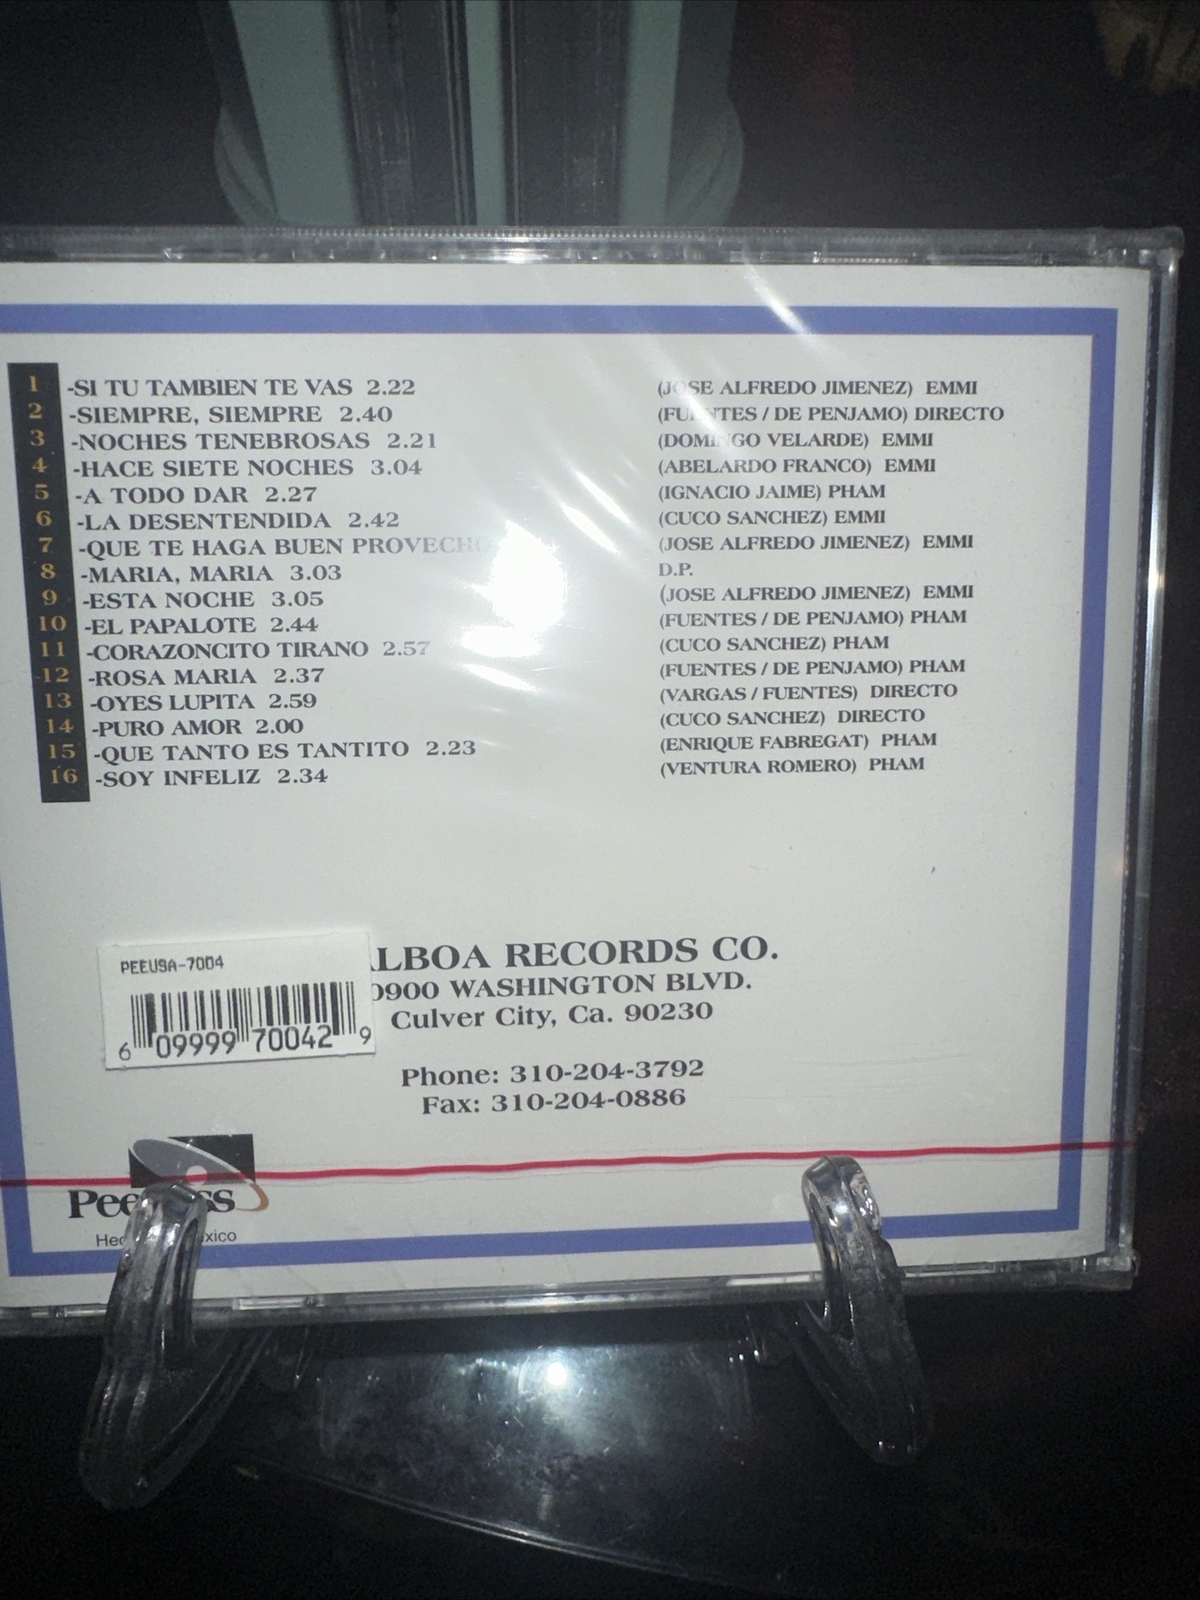 1 -SI TU TAMBIEN TE VAS 2.22 (JOSE ALFREDO JIMENEZ) EMMI
2 -SIEMPRE, SIEMPRE 2.40 (FUENTES / DE PENJAMO) DIRECTO
3 -NOCHES TENEBROSAS 2.21 (DOMINGO VELARDE) EMMI
4 -HACE SIETE NOCHES 3.04 (ABELARDO FRANCO) EMMI
5 -A TODO DAR 2.27 (IGNACIO JAIME) PHAM
6 -LA DESENTENDIDA 2.42 (CUCO SANCHEZ) EMMI
7 -QUE TE HAGA BUEN PROVECHO (JOSE ALFREDO JIMENEZ) EMMI
8 -MARIA, MARIA 3.03 D.P.
9 -ESTA NOCHE 3.05 (JOSE ALFREDO JIMENEZ) EMMI
10 -EL PAPALOTE 2.44 (FUENTES / DE PENJAMO) PHAM
11 -CORAZONCITO TIRANO 2.57 (CUCO SANCHEZ) PHAM
12 -ROSA MARIA 2.37 (FUENTES / DE PENJAMO) PHAM
13 -OYES LUPITA 2.59 (VARGAS / FUENTES) DIRECTO
14 -PURO AMOR 2.00 (CUCO SANCHEZ) DIRECTO
15 -QUE TANTO ES TANTITO 2.23 (ENRIQUE FABREGAT) PHAM
16 -SOY INFELIZ 2.34 (VENTURA ROMERO) PHAM
PEEUSA-7004
6 09999 70042 9
LBOA RECORDS CO.
0900 WASHINGTON BLVD.
Culver City, Ca. 90230
Phone: 310-204-3792
Fax: 310-204-0886
Peerless